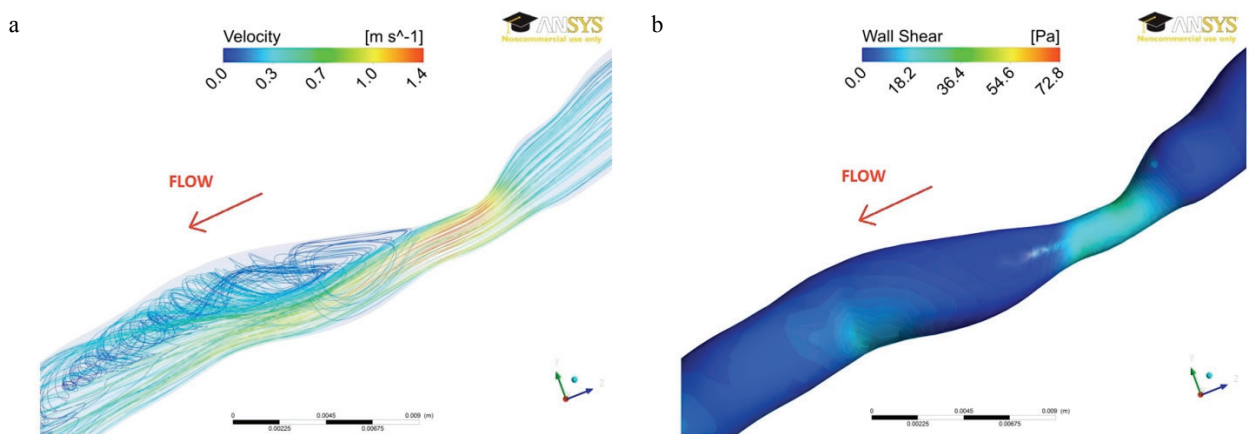 a
ANSYS
Noncommercial use only
Velocity [m s^-1]
0.0 0.3 0.7 1.0 1.4
FLOW
Y
Z
0 0.0045 0.009 (m)
0.00225 0.00675
b
ANSYS
Noncommercial use only
Wall Shear [Pa]
0.0 18.2 36.4 54.6 72.8
FLOW
Y
Z
0 0.0045 0.009 (m)
0.00225 0.00675